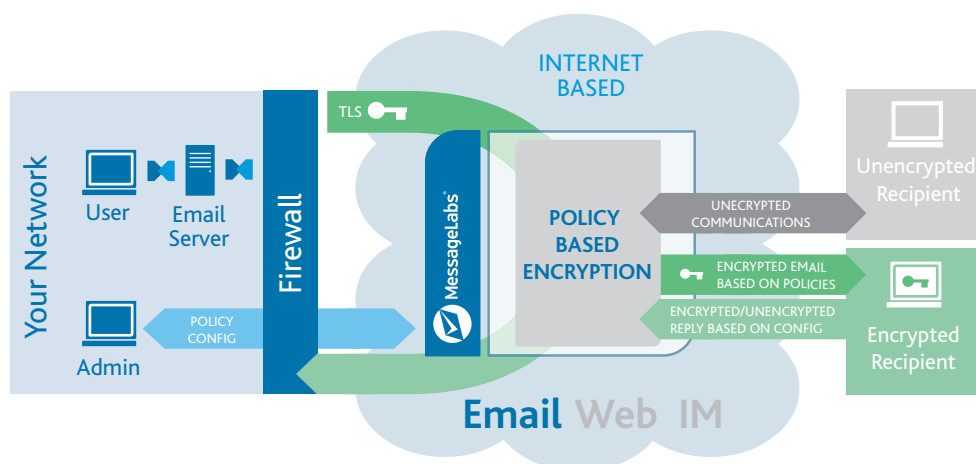 INTERNET
BASED
TLS
Your Network
User
Email
Server
Firewall
MessageLabs®
POLICY
BASED
ENCRYPTION
UNECRYPTED
COMMUNICATIONS
Unencrypted
Recipient
ENCRYPTED EMAIL
BASED ON POLICIES
ENCRYPTED/UNENCRYPTED
REPLY BASED ON CONFIG
Encrypted
Recipient
POLICY
CONFIG
Admin
Email Web IM